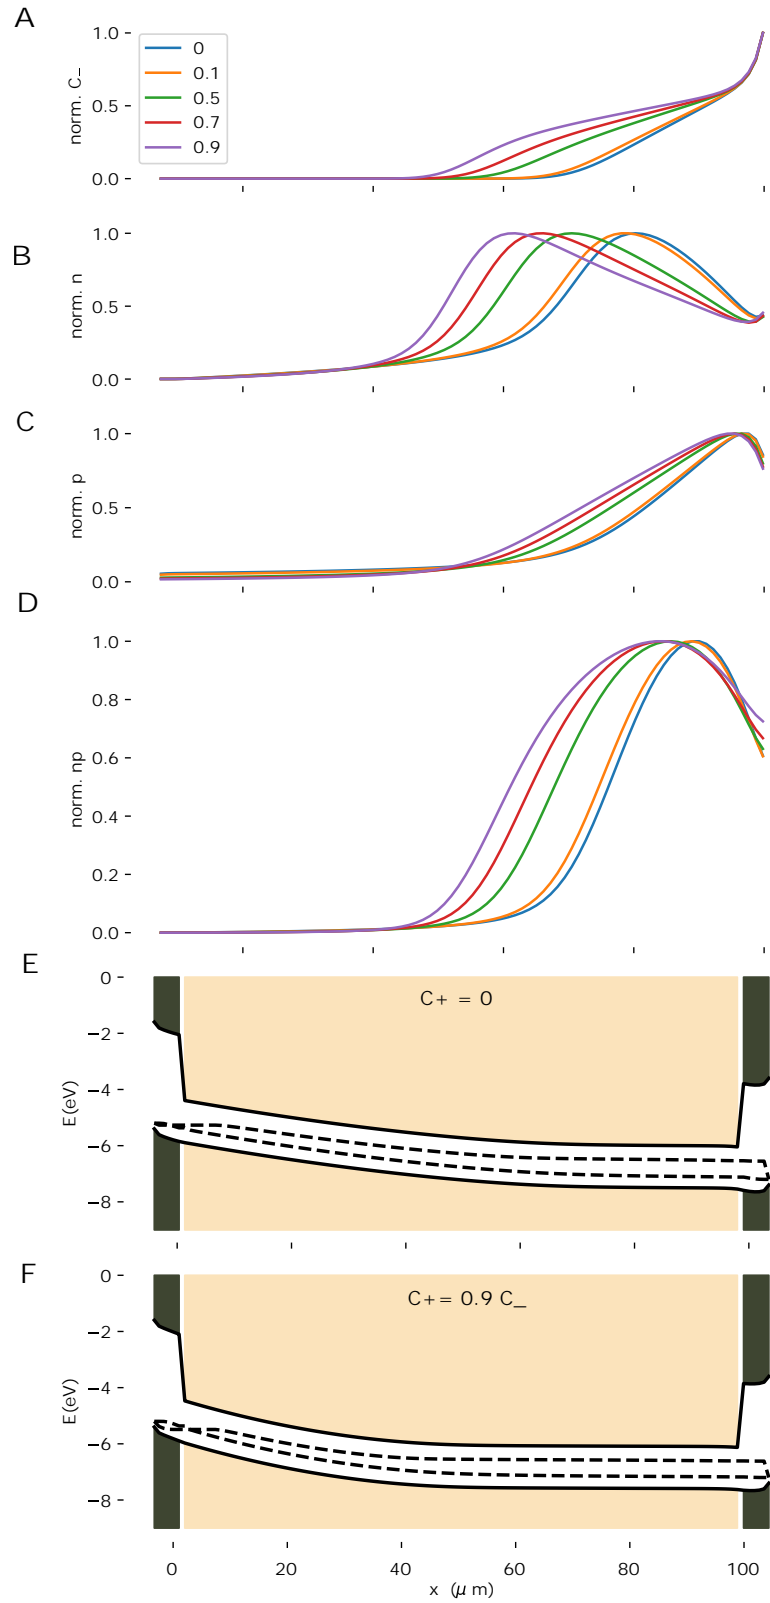 A
norm. C_
1.0
0.5
0.0
0
0.1
0.5
0.7
0.9
B
norm. n
1.0
0.5
0.0
C
norm. p
1.0
0.5
0.0
D
norm. np
1.0
0.8
0.6
0.4
0.2
0.0
E
E(eV)
0
−2
−4
−6
−8
C+ = 0
F
E(eV)
0
−2
−4
−6
−8
C+= 0.9 C_
0 20 40 60 80 100
x (μ m)